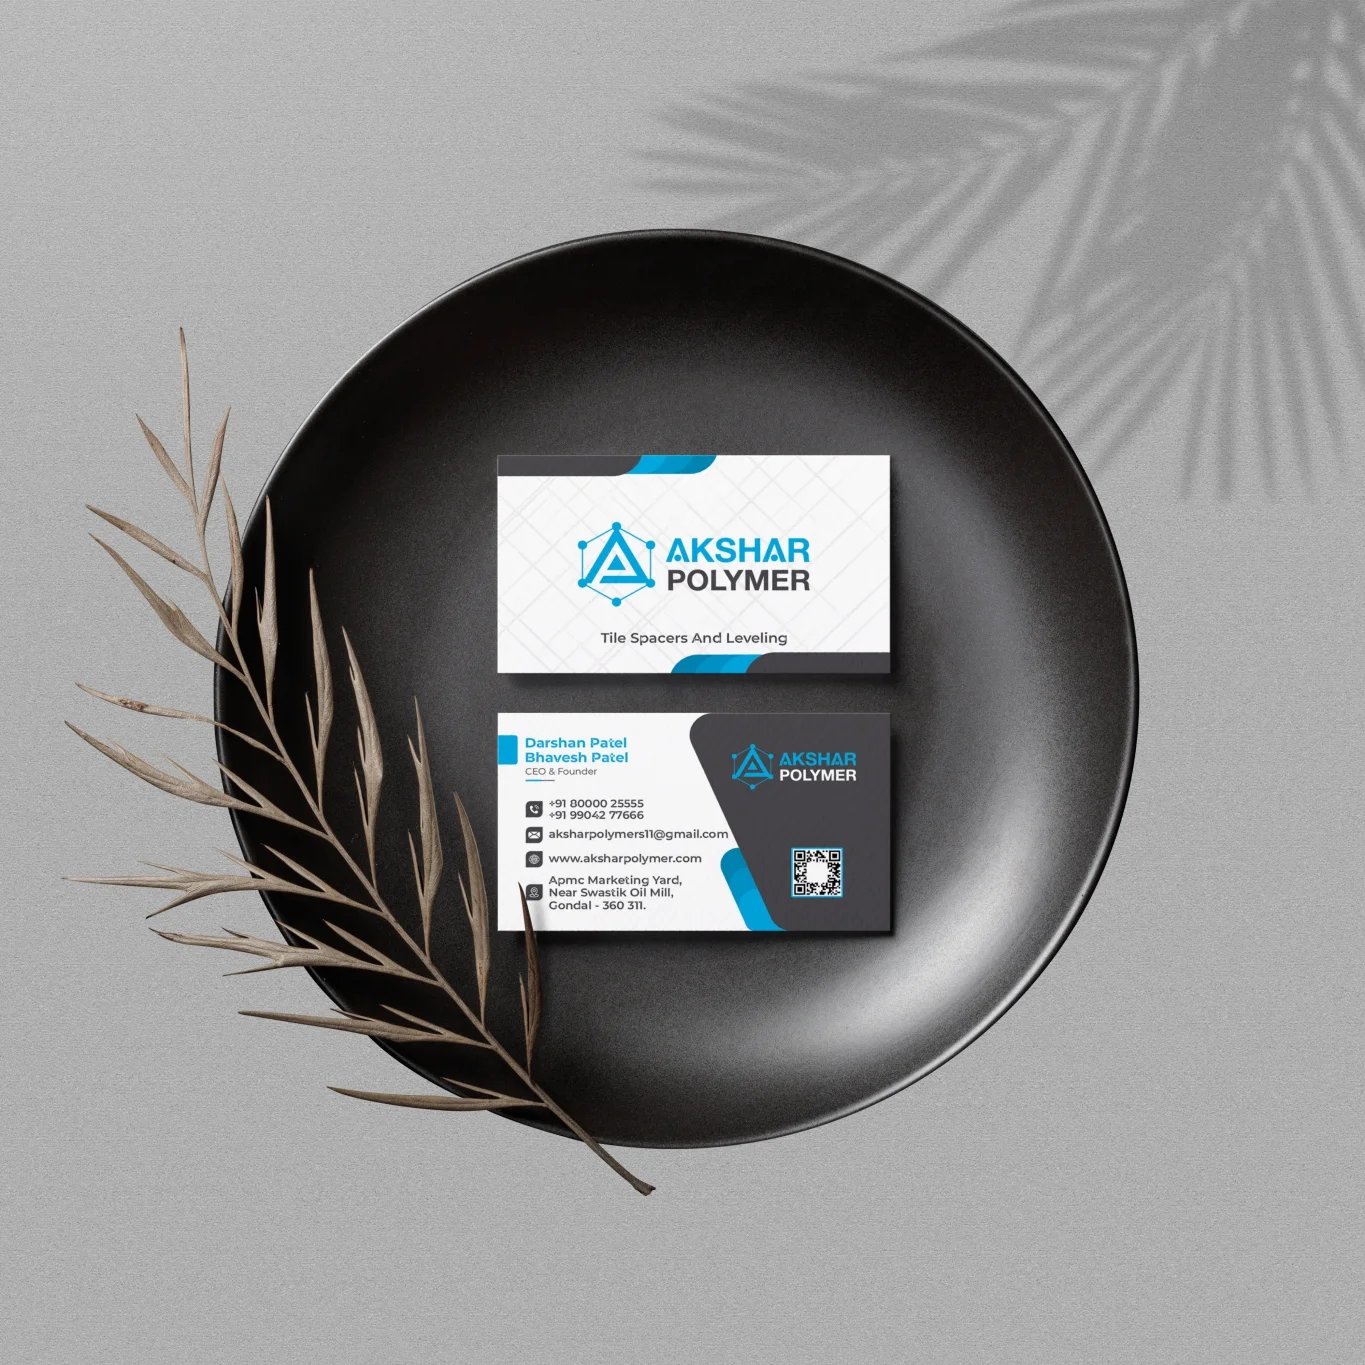 AKSHAR
POLYMER
Tile Spacers And Leveling
Darshan Patel
Bhavesh Patel
CEO & Founder
+91 80000 25555
+91 99042 77666
aksharpolymers11@gmail.com
www.aksharpolymer.com
Apmc Marketing Yard,
Near Swastik Oil Mill,
Gondal - 360 311.
AKSHAR
POLYMER